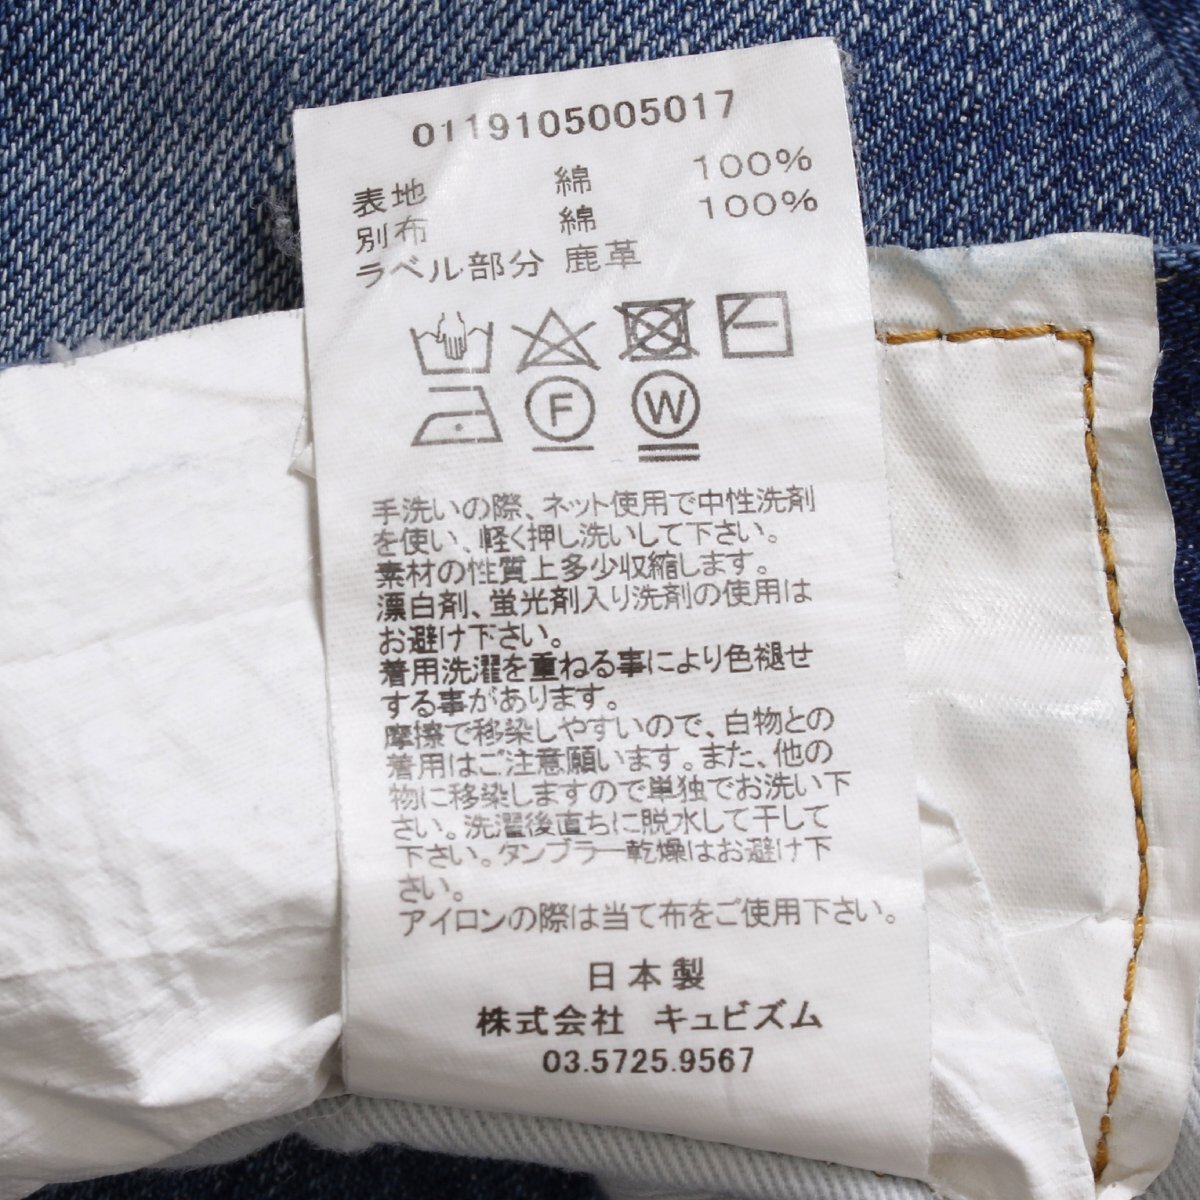 0119105005017
表地 綿 100%
別布 綿 100%
ラベル部分 鹿革
F W
手洗いの際、ネット使用で中性洗剤
を使い、軽く押し洗いして下さい。
素材の性質上多少収縮します。
漂白剤、蛍光剤入り洗剤の使用は
お避け下さい。
着用洗濯を重ねる事により色褪せ
する事があります。
摩擦で移染しやすいので、白物との
着用はご注意願います。また、他の
物に移染しますので単独でお洗い下
さい。洗濯後直ちに脱水して干して
下さい。タンブラー乾燥はお避け下
さい。
アイロンの際は当て布をご使用下さい。
日本製
株式会社 キュビズム
03.5725.9567